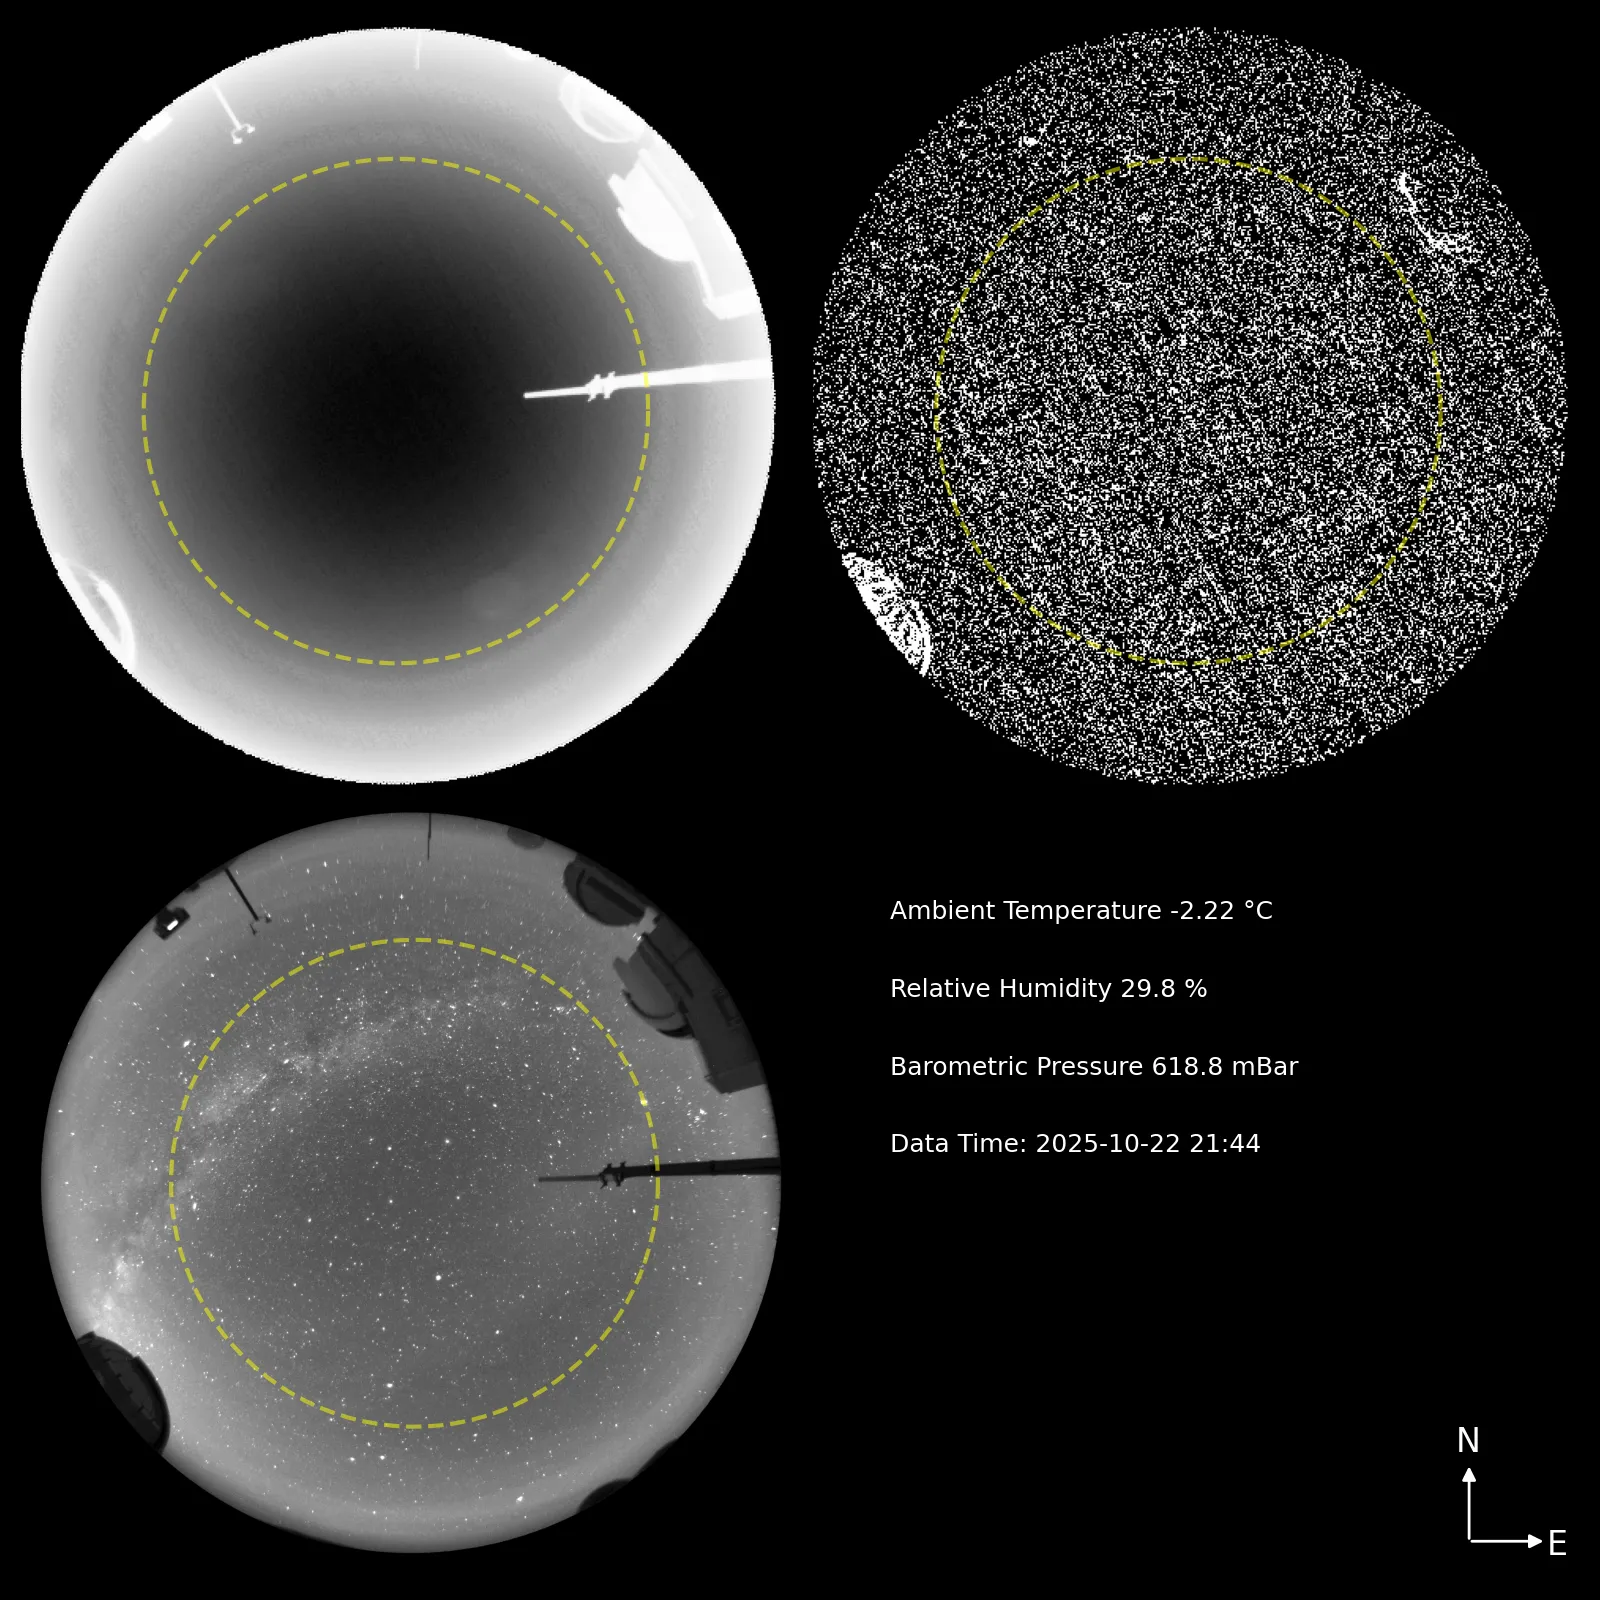 Ambient Temperature -2.22 °C
Relative Humidity 29.8 %
Barometric Pressure 618.8 mBar
Data Time: 2025-10-22 21:44
N
E